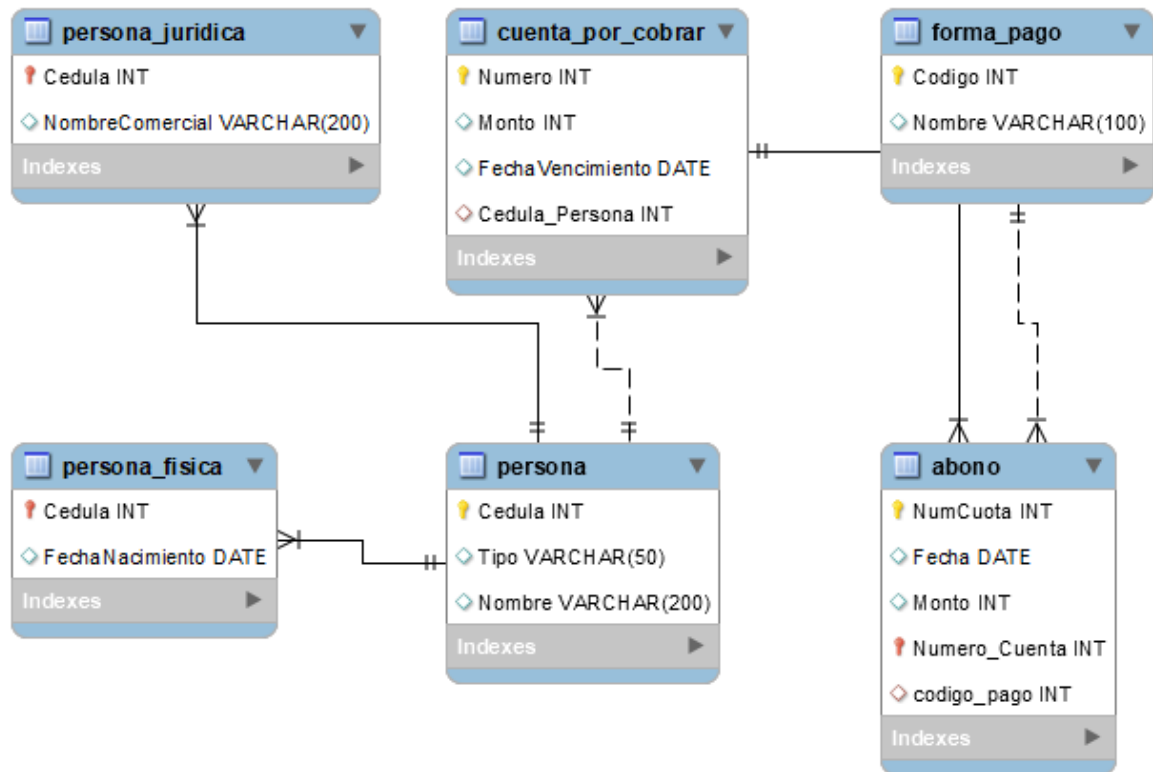 persona_juridica
Cedula INT
NombreComercial VARCHAR(200)
Indexes
cuenta_por_cobrar
Numero INT
Monto INT
FechaVencimiento DATE
Cedula_Persona INT
Indexes
forma_pago
Codigo INT
Nombre VARCHAR(100)
Indexes
persona_fisica
Cedula INT
FechaNacimiento DATE
Indexes
persona
Cedula INT
Tipo VARCHAR(50)
Nombre VARCHAR(200)
Indexes
abono
NumCuota INT
Fecha DATE
Monto INT
Numero_Cuenta INT
codigo_pago INT
Indexes